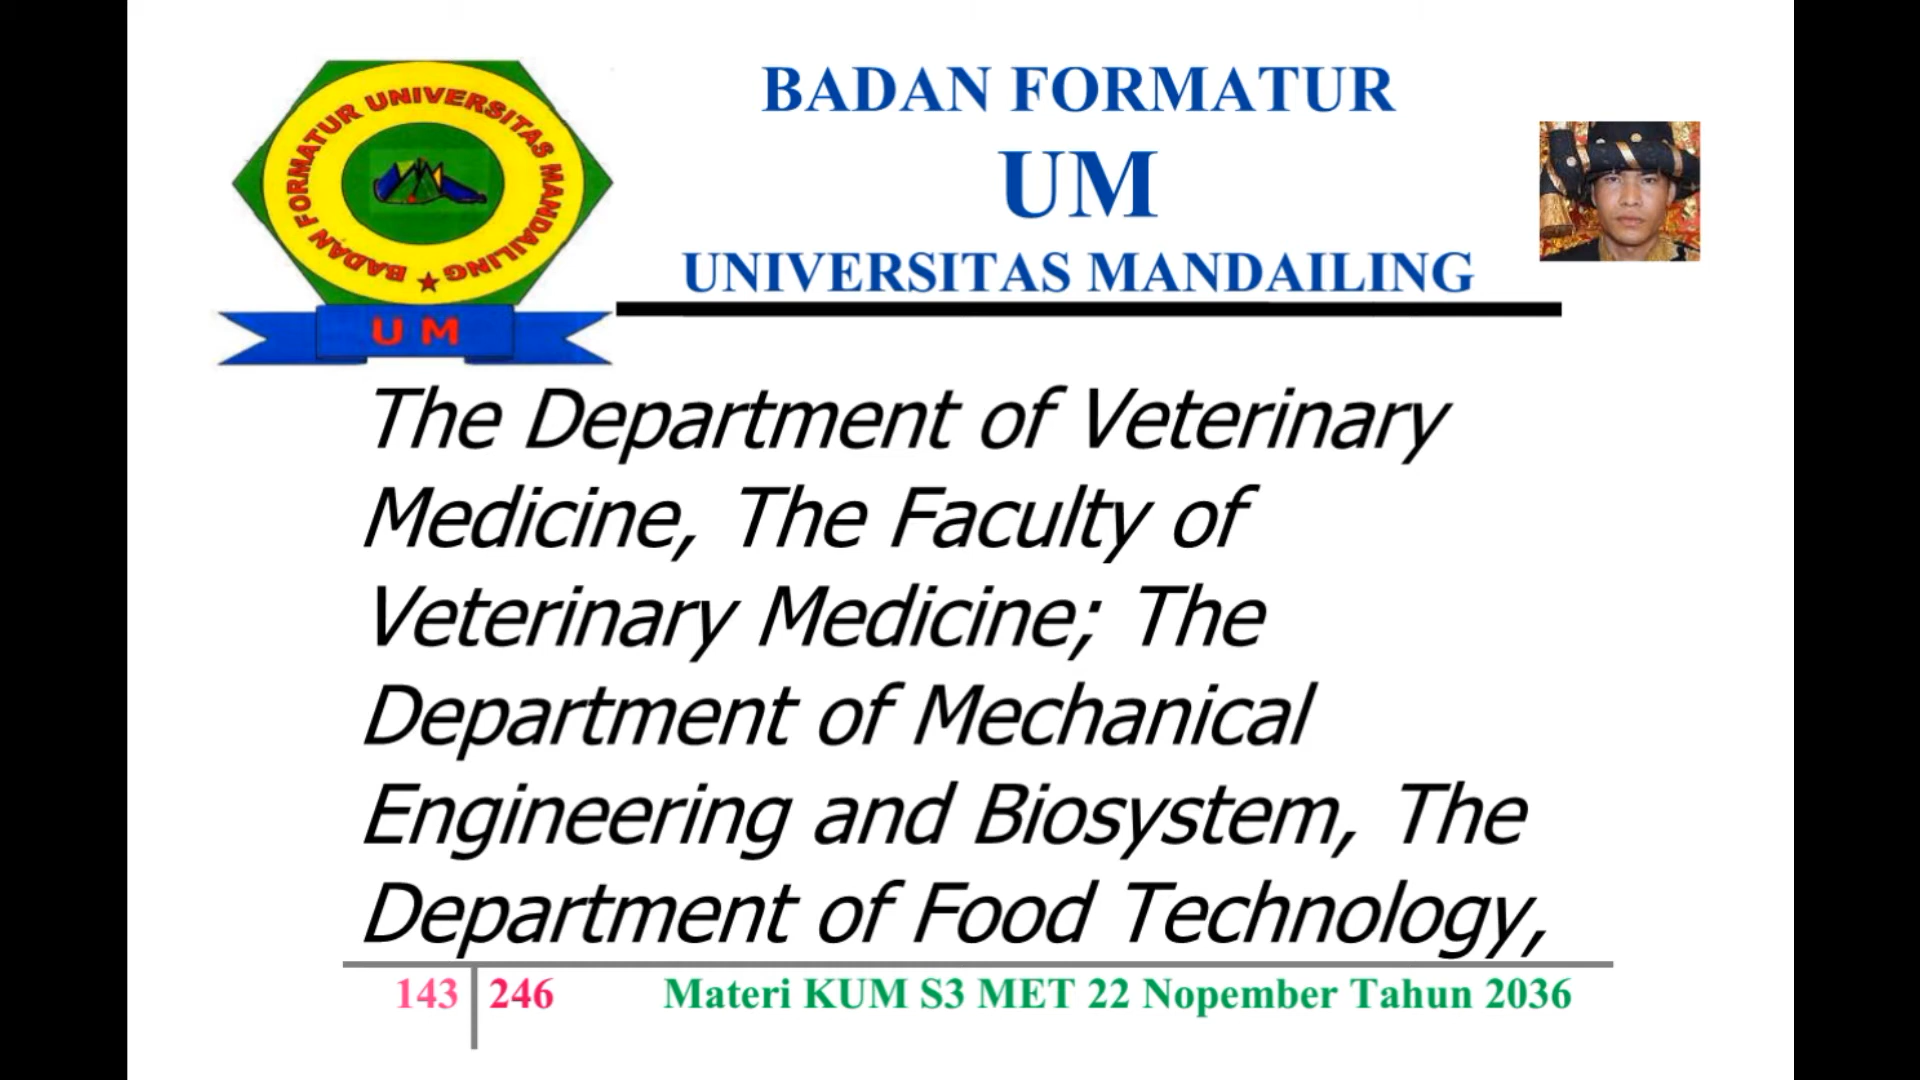 BADAN FORMATUR UNIVERSITAS MANDAILING
U M
BADAN FORMATUR
UM
UNIVERSITAS MANDAILING
The Department of Veterinary
Medicine, The Faculty of
Veterinary Medicine; The
Department of Mechanical
Engineering and Biosystem, The
Department of Food Technology,
143 246 Materi KUM S3 MET 22 Nopember Tahun 2036